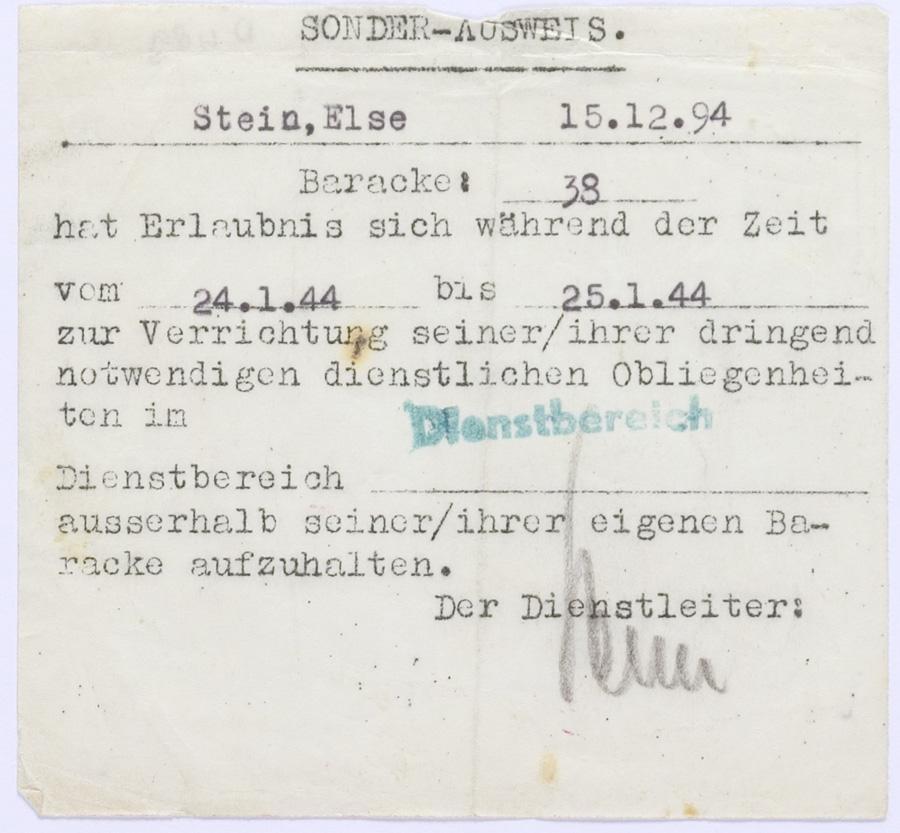 SONDER-AUSWEIS.
Stein, Else 15.12.94
Baracke: 38
hat Erlaubnis sich während der Zeit
vom 24.1.44 bis 25.1.44
zur Verrichtung seiner/ihrer dringend
notwendigen dienstlichen Obliegenhei-
ten im Dienstbereich
Dienstbereich
ausserhalb seiner/ihrer eigenen Ba-
racke aufzuhalten.
Der Dienstleiter: